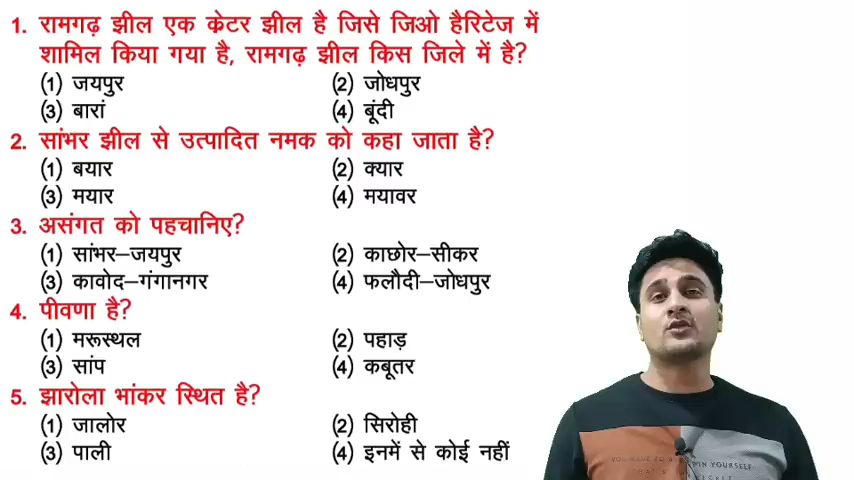 1. रामगढ़ झील एक क्रेटर झील है जिसे जिओ हैरिटेज में
शामिल किया गया है, रामगढ़ झील किस जिले में है?
(1) जयपुर (2) जोधपुर
(3) बारां (4) बूंदी
2. सांभर झील से उत्पादित नमक को कहा जाता है?
(1) बयार (2) क्यार
(3) मयार (4) मयावर
3. असंगत को पहचानिए?
(1) सांभर–जयपुर (2) काछोर–सीकर
(3) कावोद–गंगानगर (4) फलौदी–जोधपुर
4. पीवणा है?
(1) मरूस्थल (2) पहाड़
(3) सांप (4) कबूतर
5. झारोला भांकर स्थित है?
(1) जालोर (2) सिरोही
(3) पाली (4) इनमें से कोई नहीं
WIN YOURSELF